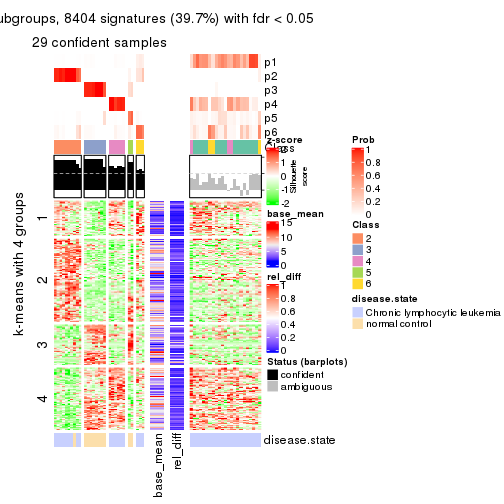 ubgroups, 8404 signatures (39.7%) with fdr < 0.05
29 confident samples
p1
p2
p3
p4
p5
p6
Class
z-score
2
-2
Silhouette
score
k-means with 4 groups
1
2
3
4
base_mean
15
10
5
0
rel_diff
1
0.8
0.6
0.4
0.2
0
Status (barplots)
confident
ambiguous
Prob
1
0.8
0.6
0.4
0.2
0
Class
2
3
4
5
6
disease.state
Chronic lymphocytic leukemia
normal control
disease.state
base_mean
rel_diff